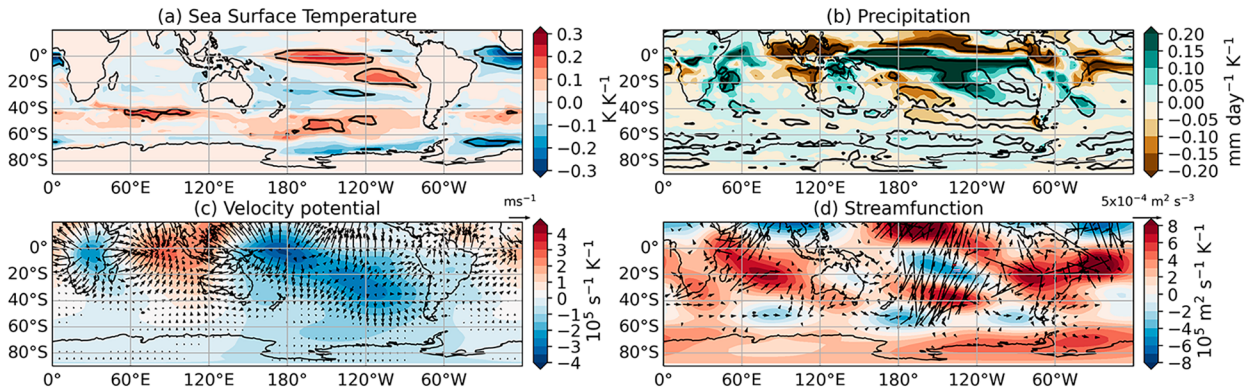 (a) Sea Surface Temperature
0°
20°S
40°S
60°S
80°S
0°
60°E
120°E
180°
120°W
60°W
0.3
0.2
0.1
0.0
−0.1
−0.2
−0.3
K K⁻¹
(b) Precipitation
0°
20°S
40°S
60°S
80°S
0°
60°E
120°E
180°
120°W
60°W
0.20
0.15
0.10
0.05
0.00
−0.05
−0.10
−0.15
−0.20
mm day⁻¹ K⁻¹
(c) Velocity potential
ms⁻¹
0°
20°S
40°S
60°S
80°S
0°
60°E
120°E
180°
120°W
60°W
4
3
2
1
0
−1
−2
−3
−4
10⁵ s⁻¹ K⁻¹
(d) Streamfunction
5x10⁻⁴ m² s⁻³
0°
20°S
40°S
60°S
80°S
0°
60°E
120°E
180°
120°W
60°W
8
6
4
2
0
−2
−4
−6
−8
10⁵ m² s⁻¹ K⁻¹